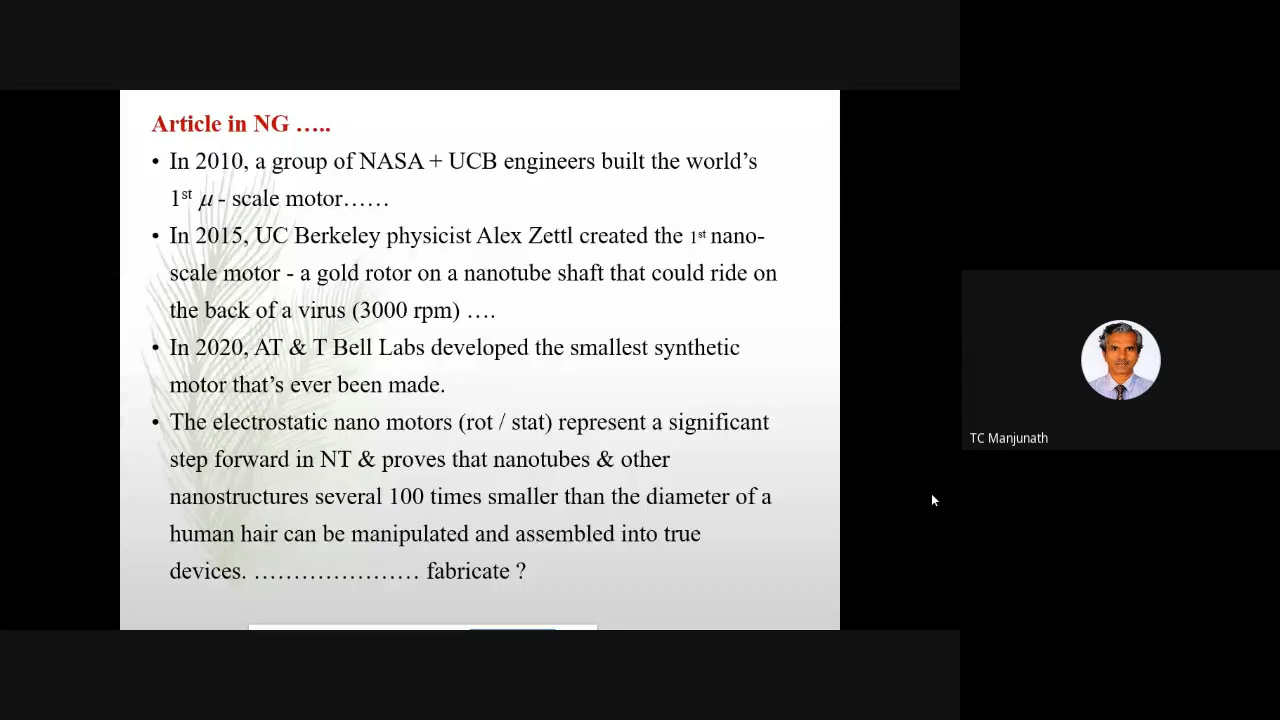 Article in NG …..
• In 2010, a group of NASA + UCB engineers built the world’s
1st μ - scale motor……
• In 2015, UC Berkeley physicist Alex Zettl created the 1st nano-
scale motor - a gold rotor on a nanotube shaft that could ride on
the back of a virus (3000 rpm) ….
• In 2020, AT & T Bell Labs developed the smallest synthetic
motor that’s ever been made.
• The electrostatic nano motors (rot / stat) represent a significant
step forward in NT & proves that nanotubes & other
nanostructures several 100 times smaller than the diameter of a
human hair can be manipulated and assembled into true
devices. ………………… fabricate ?
TC Manjunath